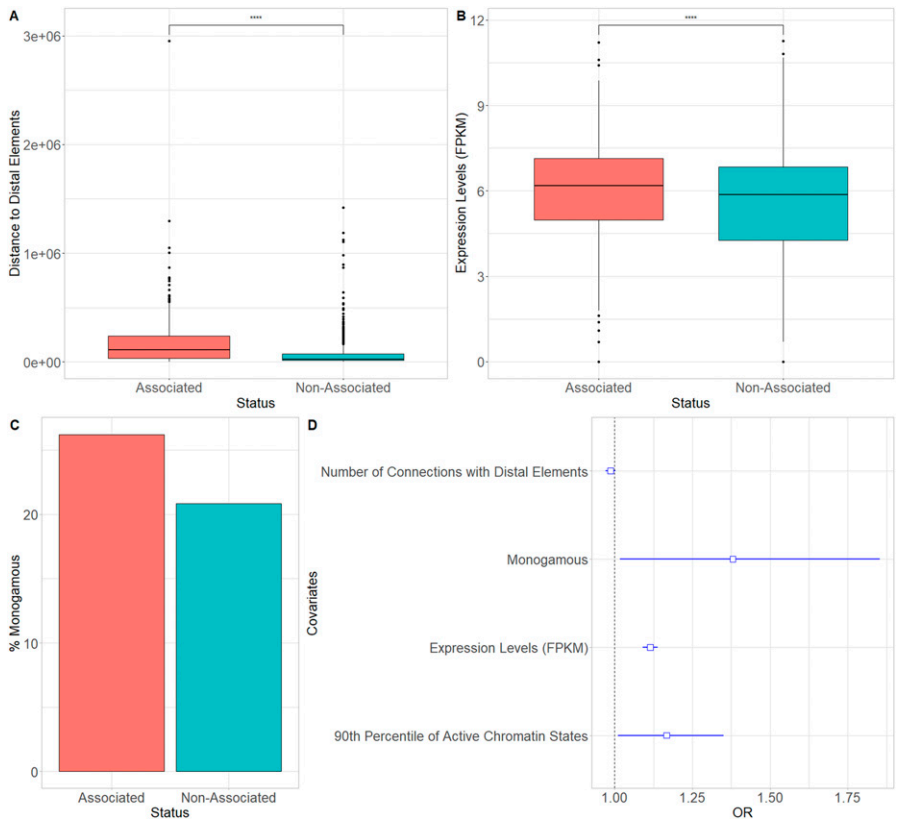 A
****
3e+06
2e+06
1e+06
0e+00
Distance to Distal Elements
Associated
Non-Associated
Status
B
****
12
9
6
3
0
Expression Levels (FPKM)
Associated
Non-Associated
Status
C
20
10
0
% Monogamous
Associated
Non-Associated
Status
D
Covariates
Number of Connections with Distal Elements
Monogamous
Expression Levels (FPKM)
90th Percentile of Active Chromatin States
1.00
1.25
1.50
1.75
OR